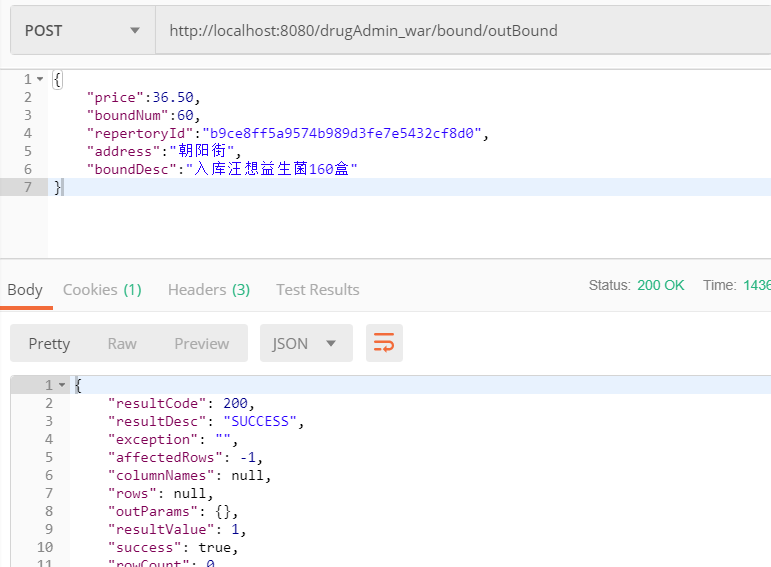 POST http://localhost:8080/drugAdmin_war/bound/outBound
1 {
2 "price":36.50,
3 "boundNum":60,
4 "repertoryId":"b9ce8ff5a9574b989d3fe7e5432cf8d0",
5 "address":"朝阳街",
6 "boundDesc":"入库汪想益生菌160盒"
7 }
Body Cookies (1) Headers (3) Test Results Status: 200 OK Time: 1436
Pretty Raw Preview JSON
1 {
2 "resultCode": 200,
3 "resultDesc": "SUCCESS",
4 "exception": "",
5 "affectedRows": -1,
6 "columnNames": null,
7 "rows": null,
8 "outParams": {},
9 "resultValue": 1,
10 "success": true,
11 "rowCount": 0